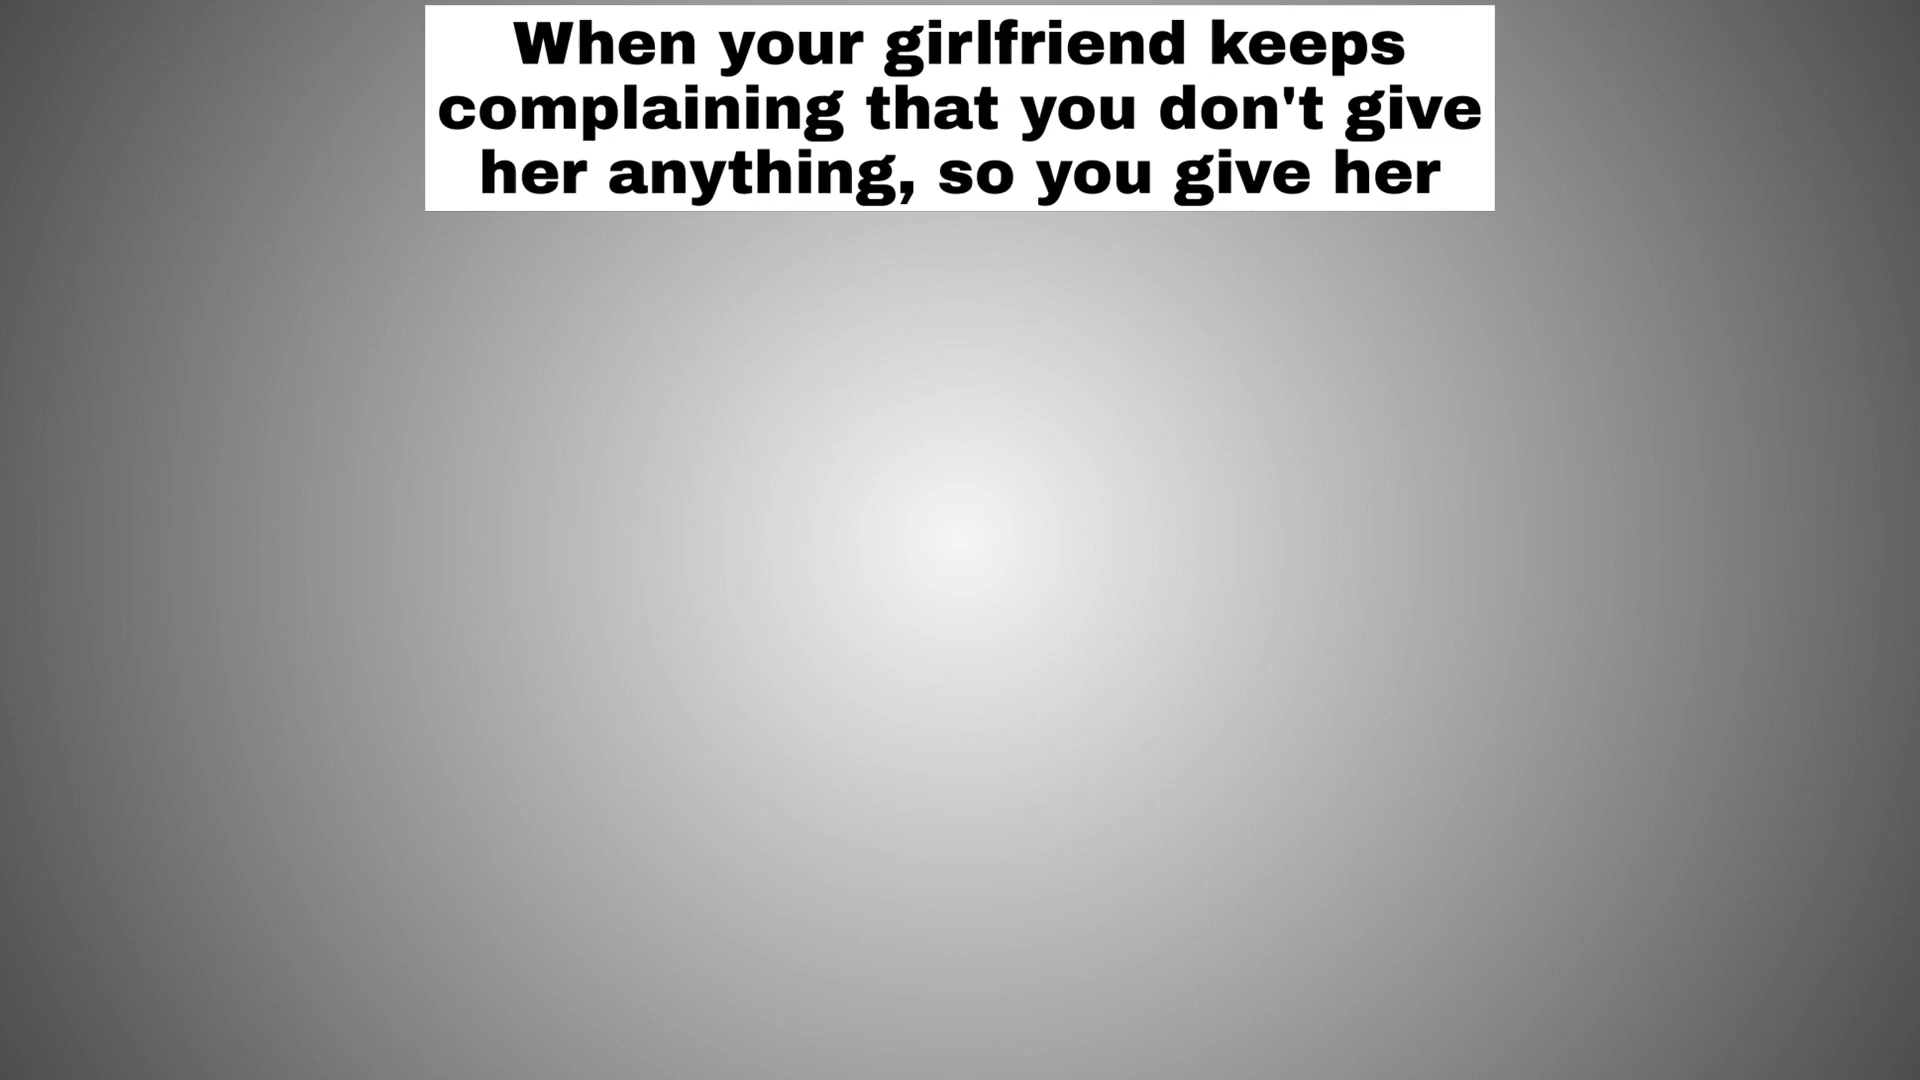 When your girlfriend keeps
complaining that you don't give
her anything, so you give her